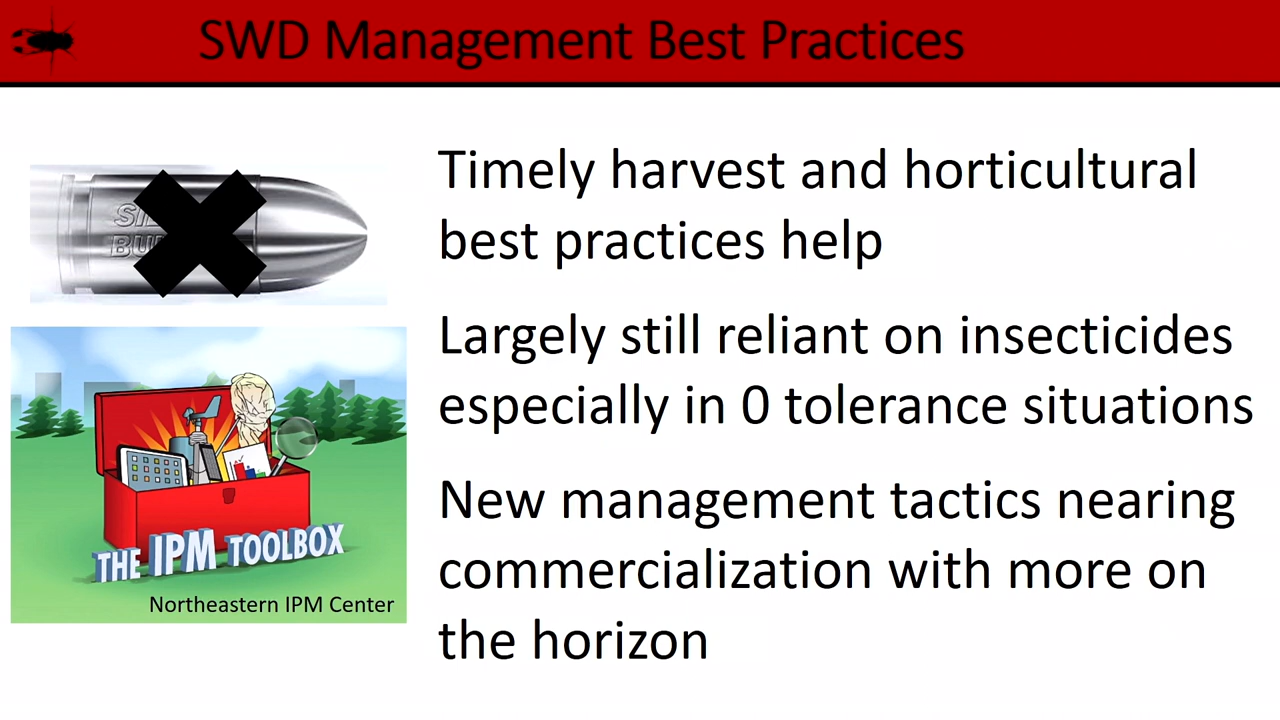 SWD Management Best Practices
Timely harvest and horticultural
best practices help
Largely still reliant on insecticides
especially in 0 tolerance situations
New management tactics nearing
commercialization with more on
the horizon
THE IPM TOOLBOX
Northeastern IPM Center